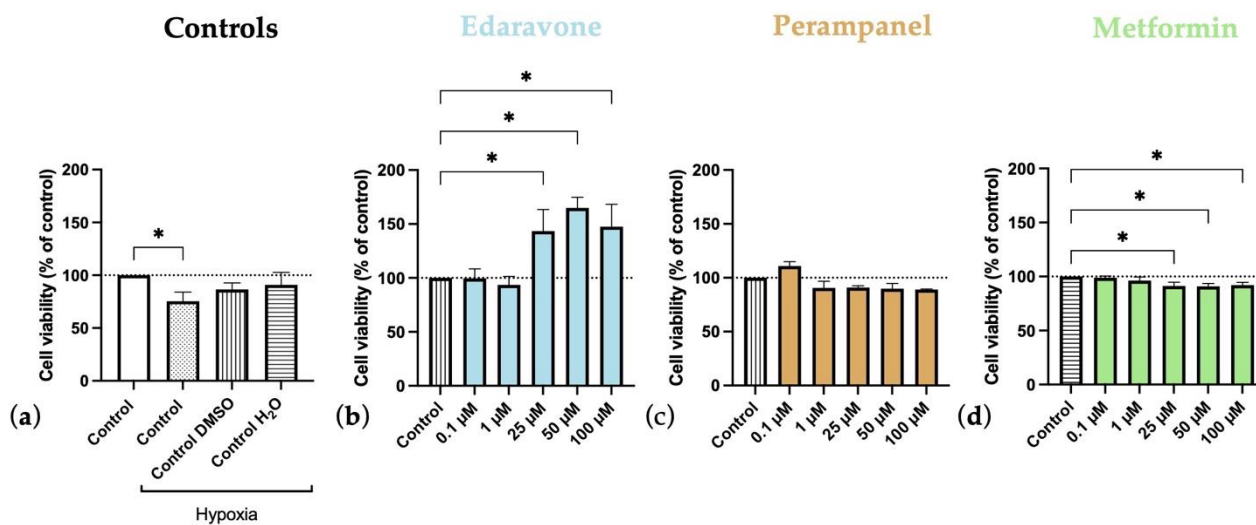 Controls
Edaravone
Perampanel
Metformin
(a)
Cell viability (% of control)
200
150
100
50
0
*
Control
Control
Control DMSO
Control H₂O
Hypoxia
(b)
Cell viability (% of control)
200
150
100
50
0
*
*
*
Control
0.1 µM
1 µM
25 µM
50 µM
100 µM
(c)
Cell viability (% of control)
200
150
100
50
0
Control
0.1 µM
1 µM
25 µM
50 µM
100 µM
(d)
Cell viability (% of control)
200
150
100
50
0
*
*
*
Control
0.1 µM
1 µM
25 µM
50 µM
100 µM